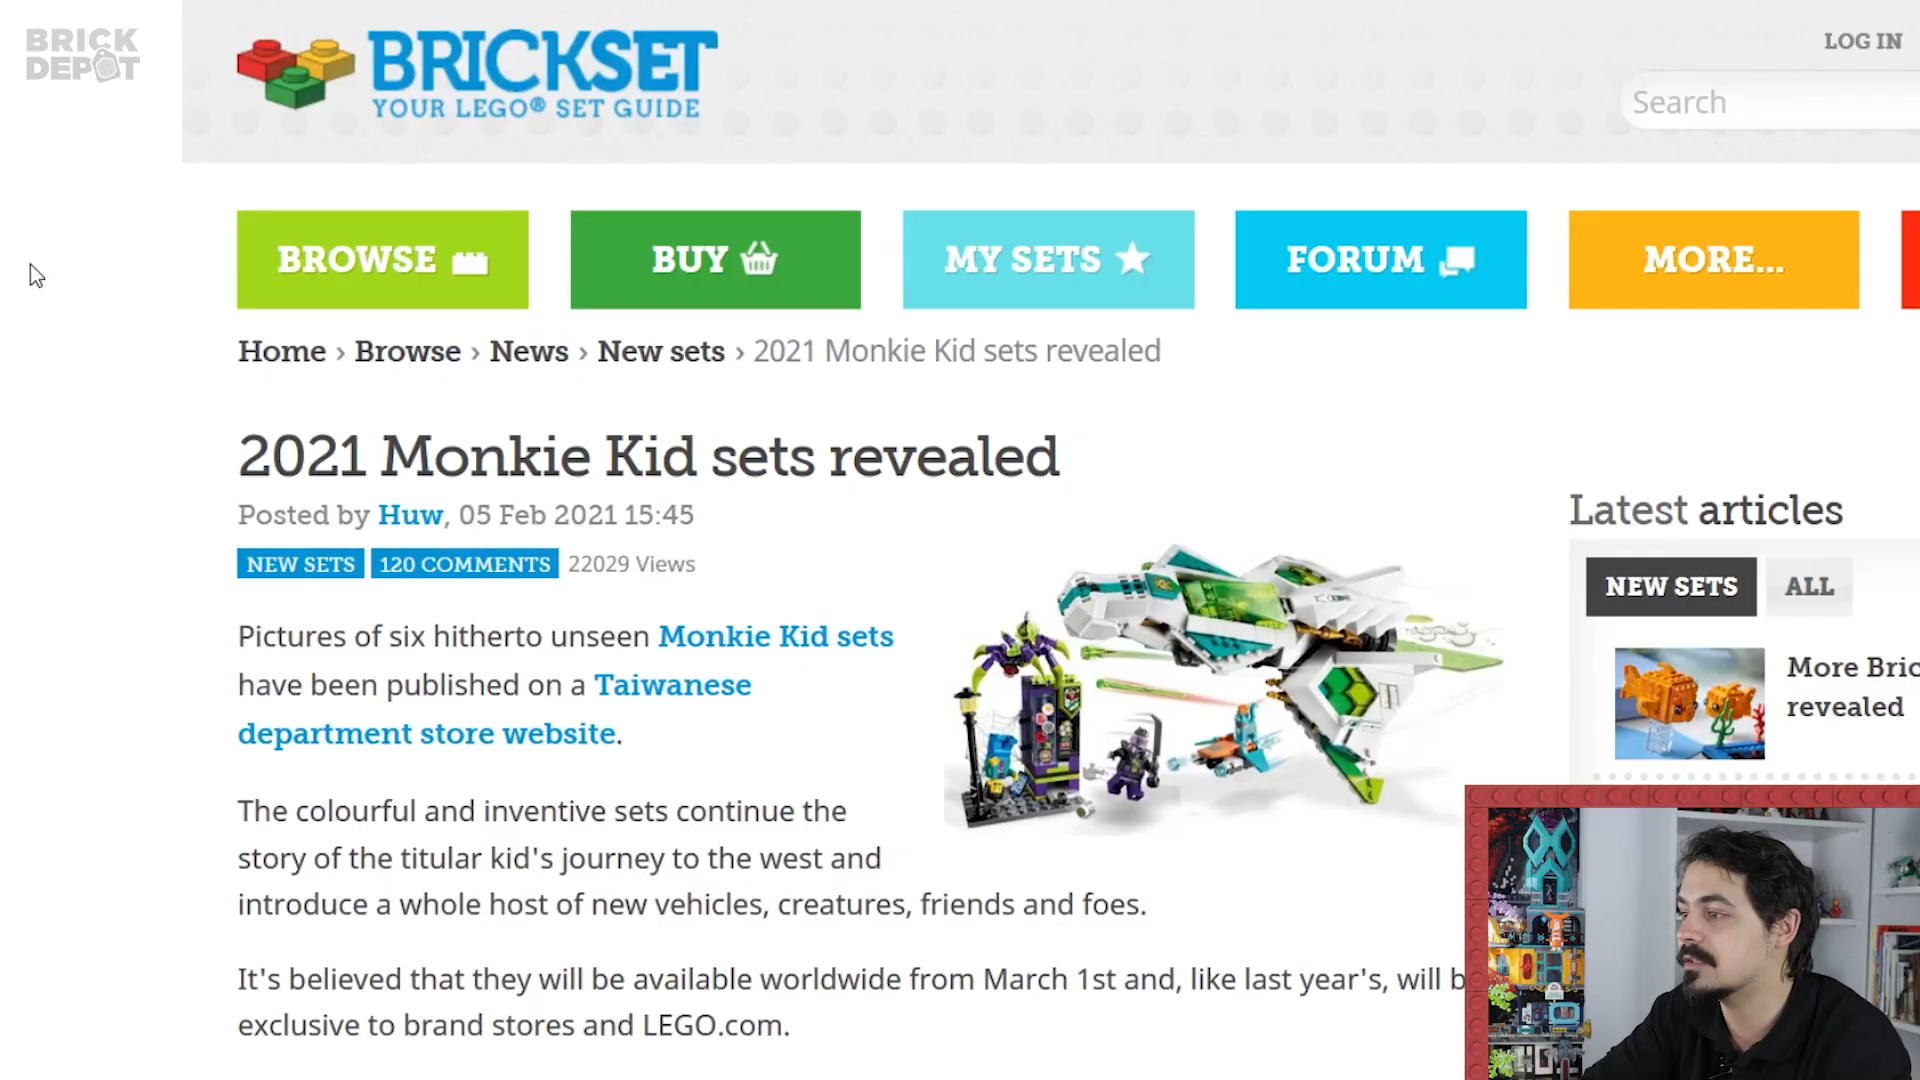 BRICK
DEPOT
BRICKSET
YOUR LEGO® SET GUIDE
LOG IN
Search
BROWSE
BUY
MY SETS
FORUM
MORE...
Home › Browse › News › New sets › 2021 Monkie Kid sets revealed
2021 Monkie Kid sets revealed
Posted by Huw, 05 Feb 2021 15:45
NEW SETS
120 COMMENTS
22029 Views
Pictures of six hitherto unseen Monkie Kid sets
have been published on a Taiwanese
department store website.
The colourful and inventive sets continue the
story of the titular kid's journey to the west and
introduce a whole host of new vehicles, creatures, friends and foes.
It's believed that they will be available worldwide from March 1st and, like last year's, will b
exclusive to brand stores and LEGO.com.
Latest articles
NEW SETS
ALL
More Bric
revealed